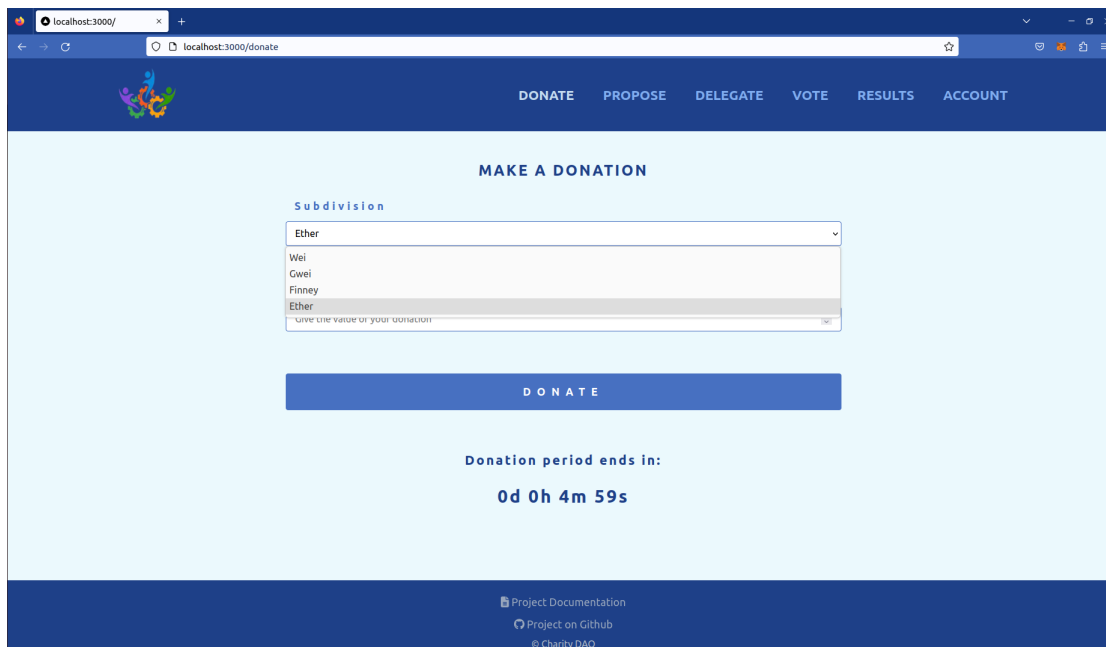 localhost:3000/
localhost:3000/donate
DONATE PROPOSE DELEGATE VOTE RESULTS ACCOUNT
MAKE A DONATION
Subdivision
Ether
Wei
Gwei
Finney
Ether
Give the value of your donation
DONATE
Donation period ends in:
0d 0h 4m 59s
Project Documentation
Project on Github
© Charity DAO